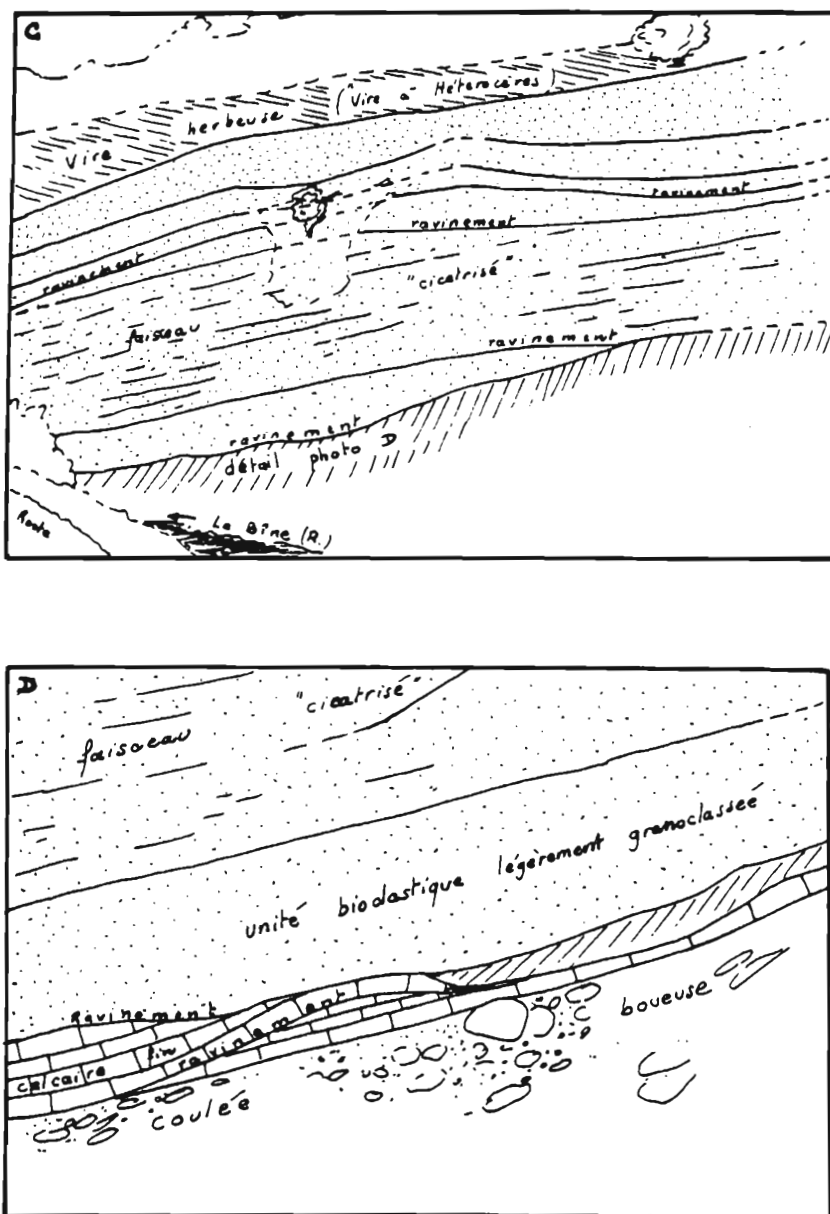 C
Vire herbeuse ("Vire à Hétérocères)
ravinement
ravinement
ravinement
"cicatrisé"
faisceau
ravinement
ravinement
détail photo D
La Bîne (R.)
Route
D
"cicatrisé"
faisceau
unité bioclastique légèrement granoclassée
Ravinement
calcaire fin
ravinement
boueuse
coulée